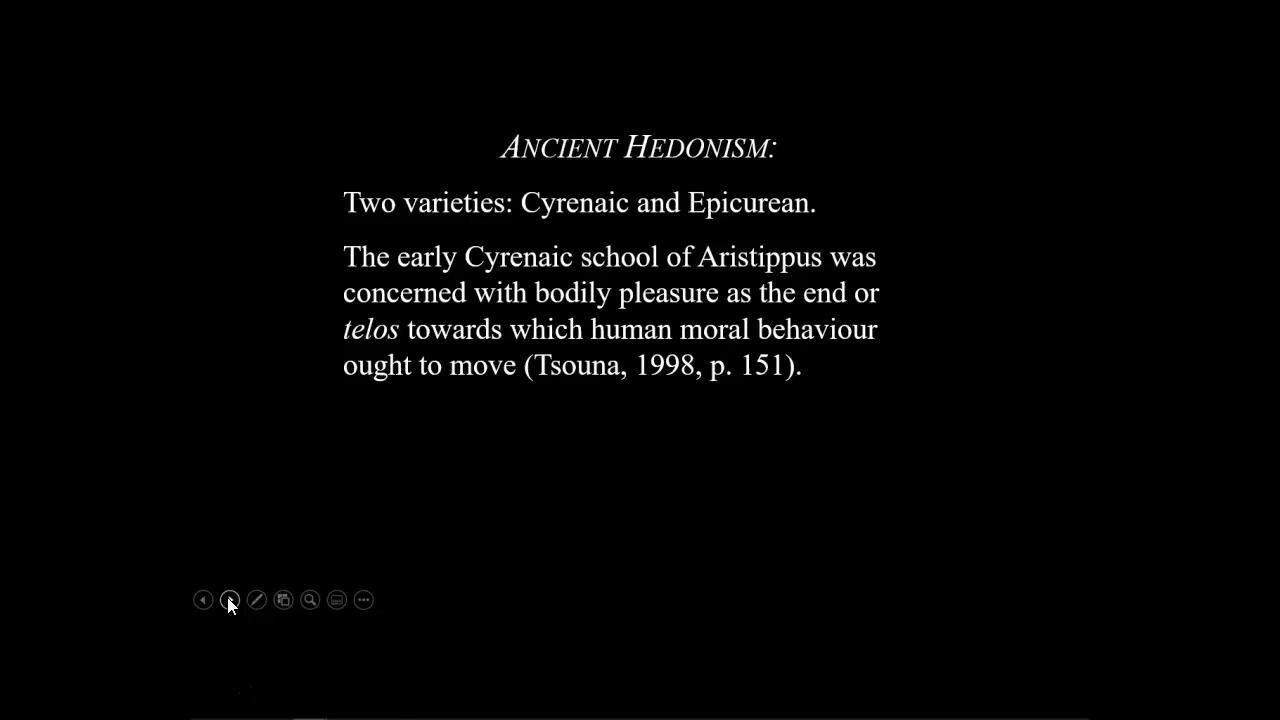 ANCIENT HEDONISM:
Two varieties: Cyrenaic and Epicurean.
The early Cyrenaic school of Aristippus was
concerned with bodily pleasure as the end or
telos towards which human moral behaviour
ought to move (Tsouna, 1998, p. 151).